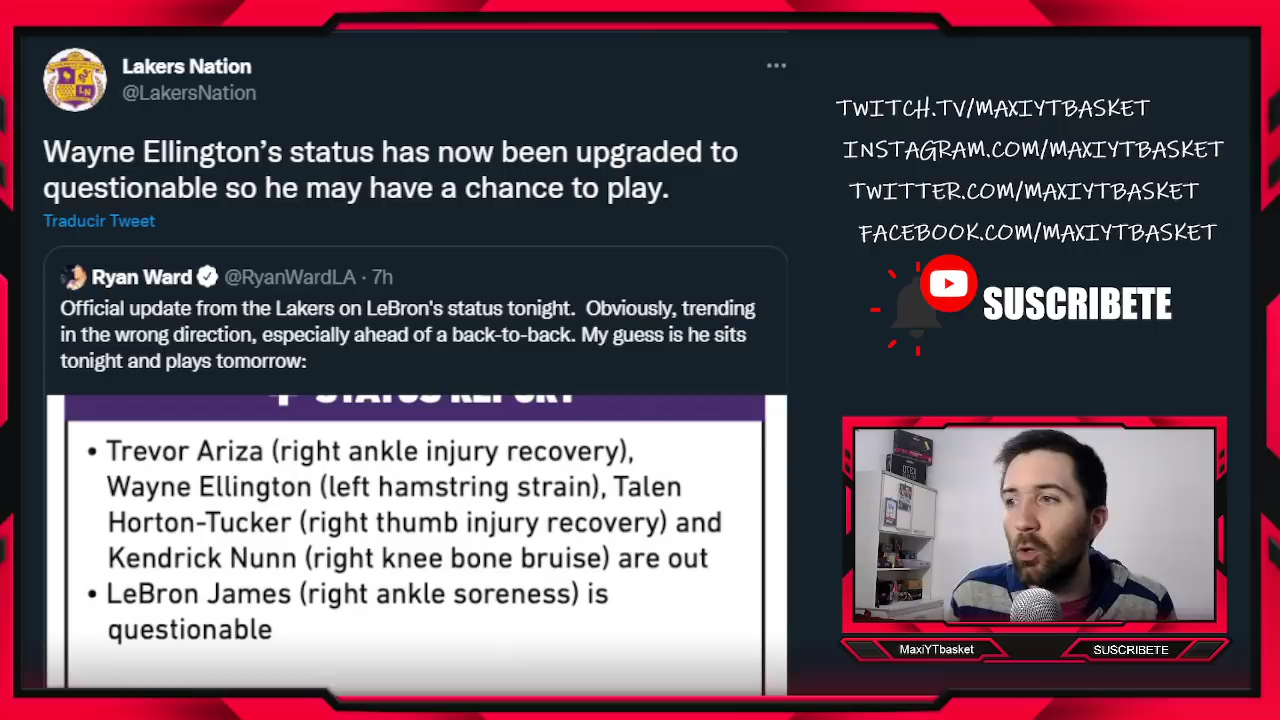 Lakers Nation
@LakersNation
Wayne Ellington's status has now been upgraded to
questionable so he may have a chance to play.
Traducir Tweet
Ryan Ward @RyanWardLA · 7h
Official update from the Lakers on LeBron's status tonight. Obviously, trending
in the wrong direction, especially ahead of a back-to-back. My guess is he sits
tonight and plays tomorrow:
STATUS REPORT
• Trevor Ariza (right ankle injury recovery),
Wayne Ellington (left hamstring strain), Talen
Horton-Tucker (right thumb injury recovery) and
Kendrick Nunn (right knee bone bruise) are out
• LeBron James (right ankle soreness) is
questionable
TWITCH.TV/MAXIYTBASKET
INSTAGRAM.COM/MAXIYTBASKET
TWITTER.COM/MAXIYTBASKET
FACEBOOK.COM/MAXIYTBASKET
SUSCRIBETE
MaxiYTbasket
SUSCRIBETE